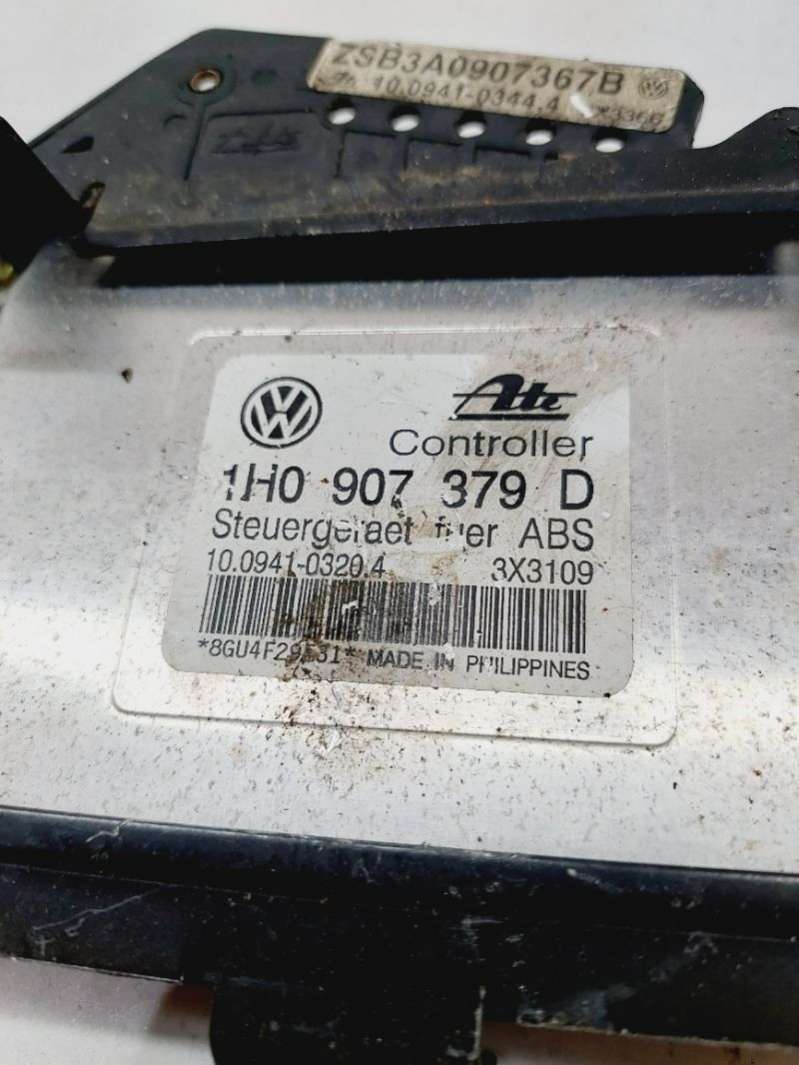 ZSB3A0907367B
10.0941-0344.4
Ate
Controller
1H0 907 379 D
Steuergeraet fuer ABS
10.0941-0320.4 3X3109
MADE IN PHILIPPINES